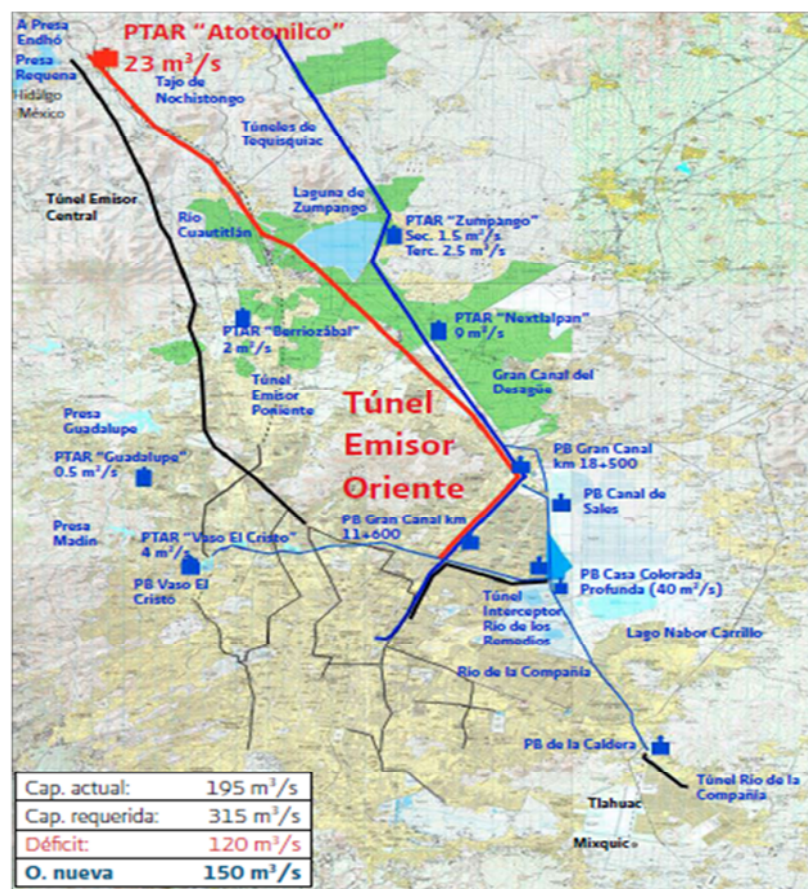 A Presa
Endhó
PTAR “Atotonilco”
23 m³/s
Presa
Requena
Hidalgo
México
Tajo de
Nochistongo
Túneles de
Tequisquiac
Túnel Emisor
Central
Laguna de
Zumpango
Río
Cuautitlán
PTAR “Zumpango”
Sec. 1.5 m³/s
Terc. 2.5 m³/s
PTAR “Berriozábal”
2 m³/s
PTAR “Nextlalpan”
9 m³/s
Túnel
Emisor
Poniente
Gran Canal del
Desagüe
Túnel
Emisor
Oriente
Presa
Guadalupe
PTAR “Guadalupe”
0.5 m³/s
PB Gran Canal
km 18+500
PB Canal de
Sales
Presa
Madín
PB Gran Canal km
11+600
PTAR “Vaso El Cristo”
4 m³/s
PB Vaso El
Cristo
PB Casa Colorada
Profunda (40 m³/s)
Túnel
Interceptor
Río de los
Remedios
Lago Nabor Carrillo
Río de la Compañía
PB de la Caldera
Túnel Río de la
Compañía
Tlahuac
Mixquic
Cap. actual: 195 m³/s
Cap. requerida: 315 m³/s
Déficit: 120 m³/s
O. nueva 150 m³/s